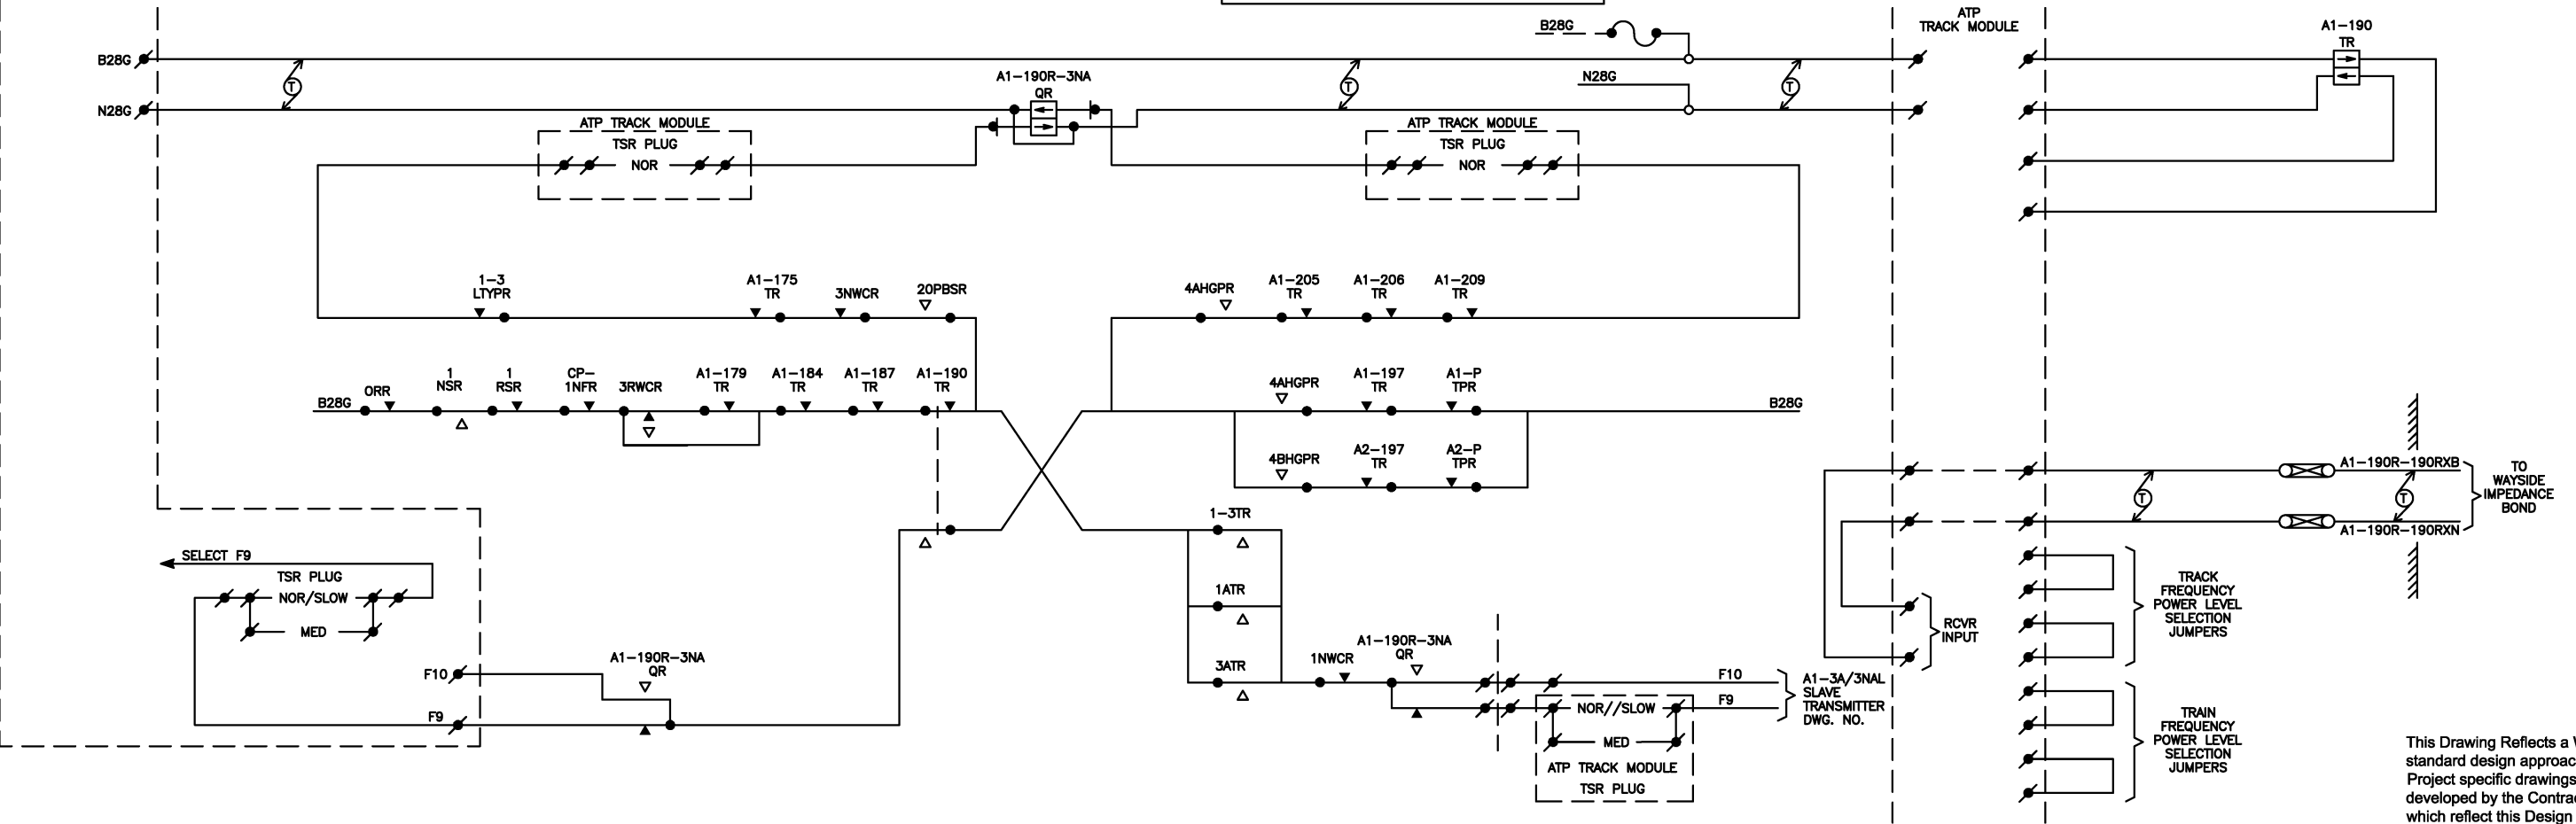 B28G
ATP
TRACK MODULE
A1-190
TR
B28G
T
A1-190R-3NA
QR
T
N28G
T
N28G
ATP TRACK MODULE
TSR PLUG
NOR
ATP TRACK MODULE
TSR PLUG
NOR
1-3
LTYPR
A1-175
TR
3NWCR
20PBSR
4AHGPR
A1-205
TR
A1-206
TR
A1-209
TR
B28G
ORR
1
NSR
1
RSR
CP-
1NFR
3RWCR
A1-179
TR
A1-184
TR
A1-187
TR
A1-190
TR
4AHGPR
A1-197
TR
A1-P
TPR
B28G
4BHGPR
A2-197
TR
A2-P
TPR
A1-190R-190RXB
T
T
A1-190R-190RXN
TO
WAYSIDE
IMPEDANCE
BOND
SELECT F9
TSR PLUG
NOR/SLOW
MED
F10
F9
A1-190R-3NA
QR
1-3TR
1ATR
3ATR
1NWCR
A1-190R-3NA
QR
F10
F9
NOR//SLOW
MED
ATP TRACK MODULE
TSR PLUG
A1-3A/3NAL
SLAVE
TRANSMITTER
DWG. NO.
RCVR
INPUT
TRACK
FREQUENCY
POWER LEVEL
SELECTION
JUMPERS
TRAIN
FREQUENCY
POWER LEVEL
SELECTION
JUMPERS
This Drawing Reflects a
standard design approac
Project specific drawings
developed by the Contra
which reflect this Design